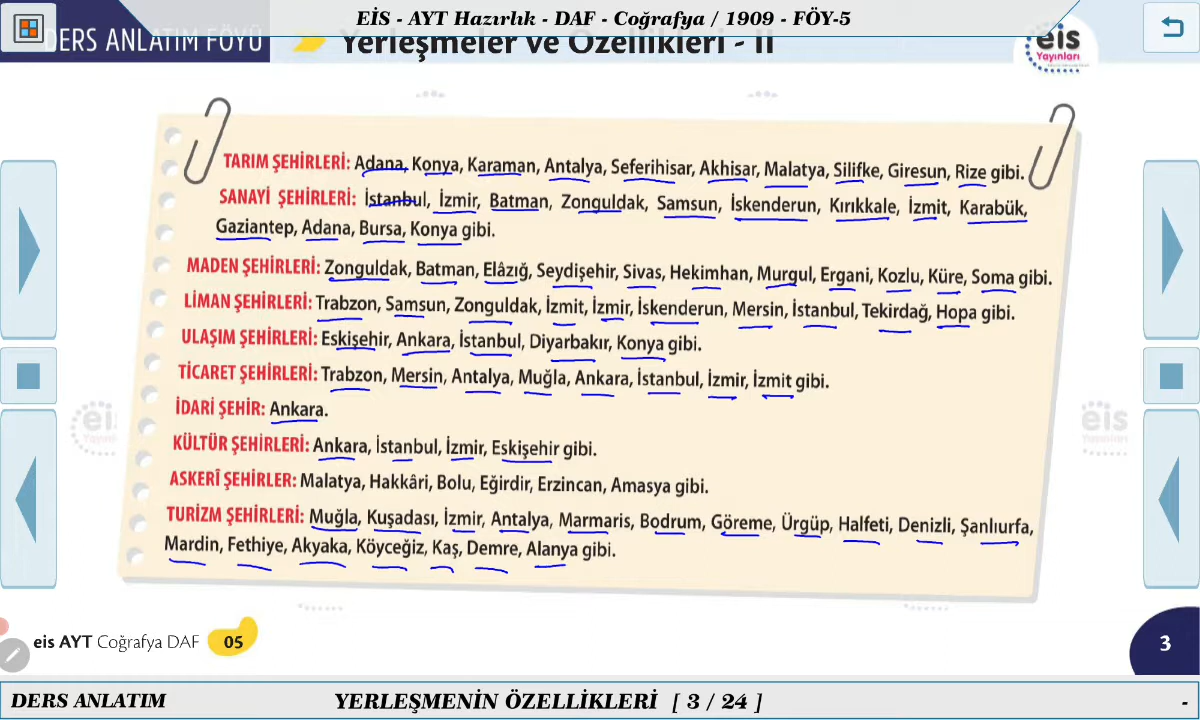 EİS - AYT Hazırlık - DAF - Coğrafya / 1909 - FÖY-5
DERS ANLATIM FÖYÜ
Yerleşmeler ve Özellikleri - II
eis
Yayınları
TARIM ŞEHİRLERİ: Adana, Konya, Karaman, Antalya, Seferihisar, Akhisar, Malatya, Silifke, Giresun, Rize gibi.
SANAYİ ŞEHİRLERİ: İstanbul, İzmir, Batman, Zonguldak, Samsun, İskenderun, Kırıkkale, İzmit, Karabük,
Gaziantep, Adana, Bursa, Konya gibi.
MADEN ŞEHİRLERİ: Zonguldak, Batman, Elâzığ, Seydişehir, Sivas, Hekimhan, Murgul, Ergani, Kozlu, Küre, Soma gibi.
LİMAN ŞEHİRLERİ: Trabzon, Samsun, Zonguldak, İzmit, İzmir, İskenderun, Mersin, İstanbul, Tekirdağ, Hopa gibi.
ULAŞIM ŞEHİRLERİ: Eskişehir, Ankara, İstanbul, Diyarbakır, Konya gibi.
TİCARET ŞEHİRLERİ: Trabzon, Mersin, Antalya, Muğla, Ankara, İstanbul, İzmir, İzmit gibi.
İDARİ ŞEHİR: Ankara.
KÜLTÜR ŞEHİRLERİ: Ankara, İstanbul, İzmir, Eskişehir gibi.
ASKERÎ ŞEHİRLER: Malatya, Hakkâri, Bolu, Eğirdir, Erzincan, Amasya gibi.
TURİZM ŞEHİRLERİ: Muğla, Kuşadası, İzmir, Antalya, Marmaris, Bodrum, Göreme, Ürgüp, Halfeti, Denizli, Şanlıurfa,
Mardin, Fethiye, Akyaka, Köyceğiz, Kaş, Demre, Alanya gibi.
eis
Yayınları
eis AYT Coğrafya DAF 05
3
DERS ANLATIM YERLEŞMENİN ÖZELLİKLERİ [ 3 / 24 ] -